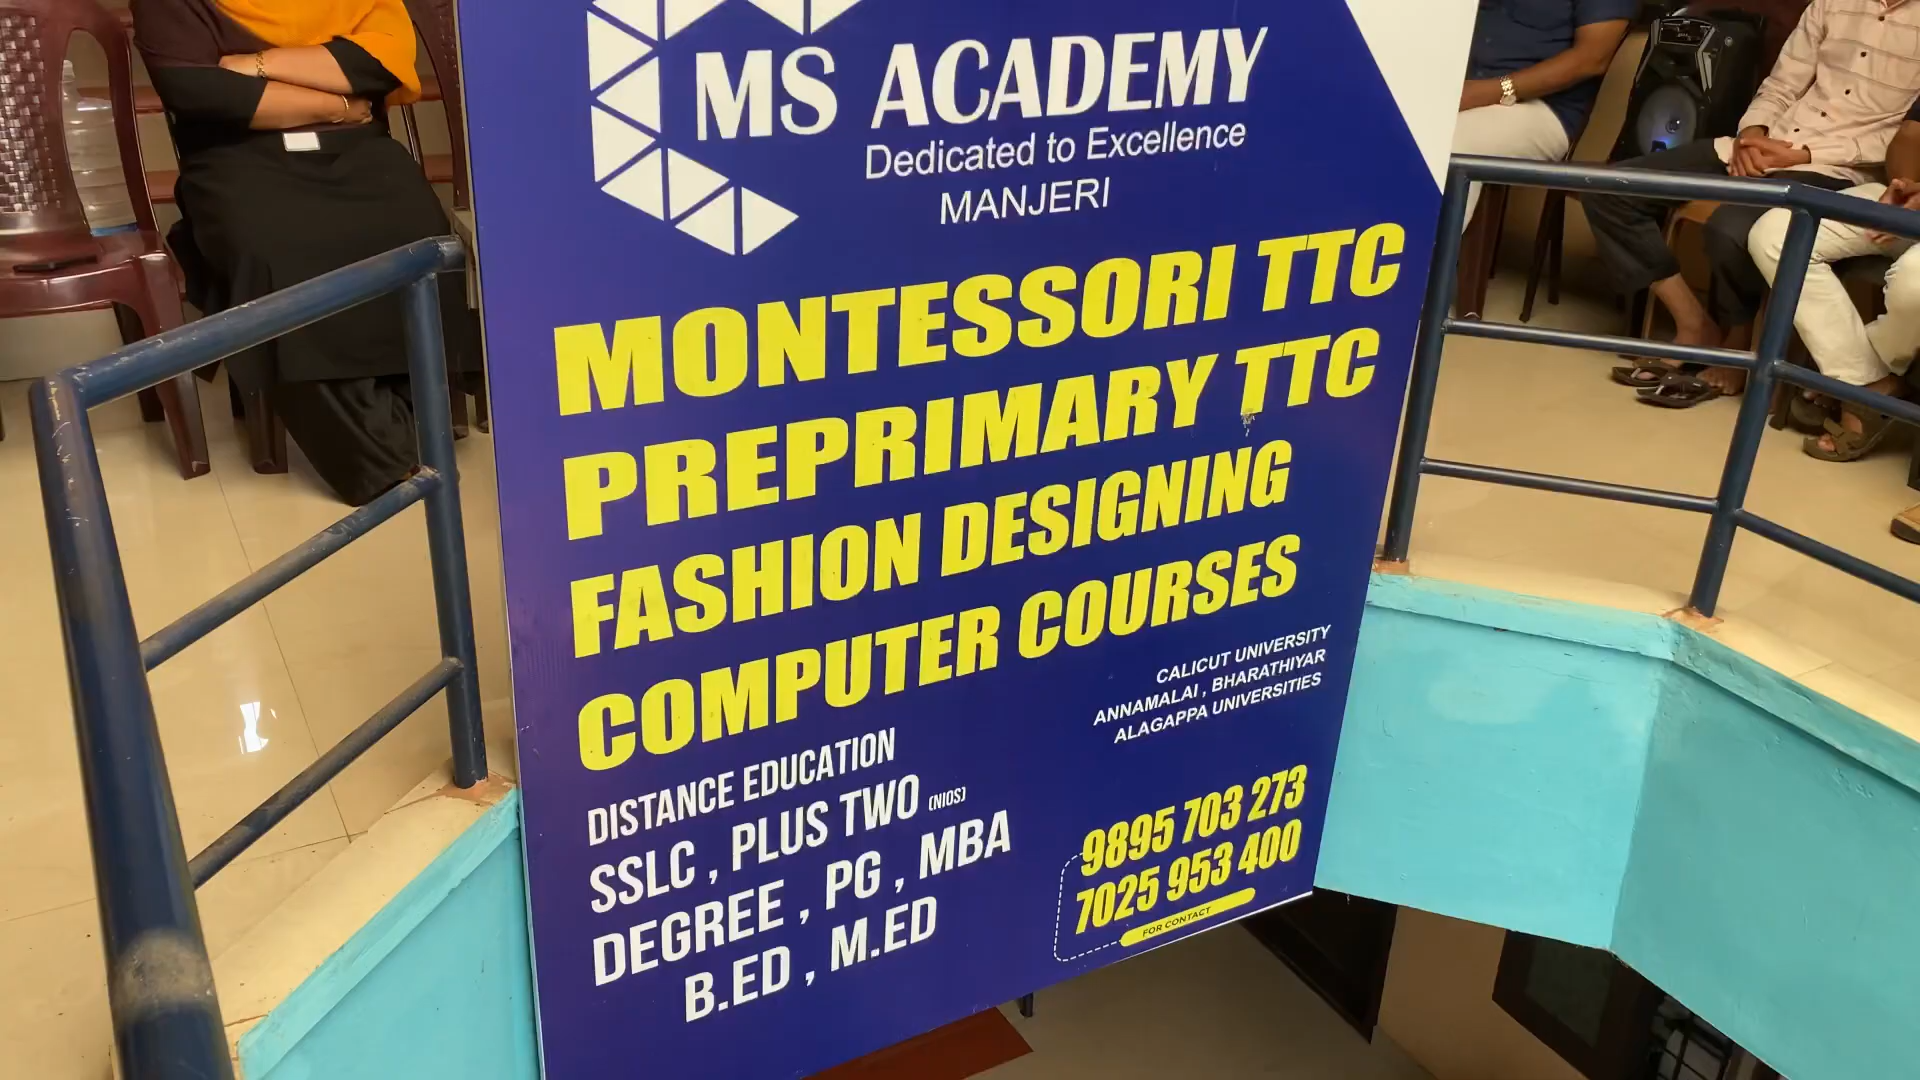 MS ACADEMY
Dedicated to Excellence
MANJERI
MONTESSORI TTC
PREPRIMARY TTC
FASHION DESIGNING
COMPUTER COURSES
CALICUT UNIVERSITY
ANNAMALAI , BHARATHIYAR
ALAGAPPA UNIVERSITIES
DISTANCE EDUCATION
SSLC , PLUS TWO (NIOS)
DEGREE , PG , MBA
B.ED , M.ED
9895 703 273
7025 953 400
FOR CONTACT